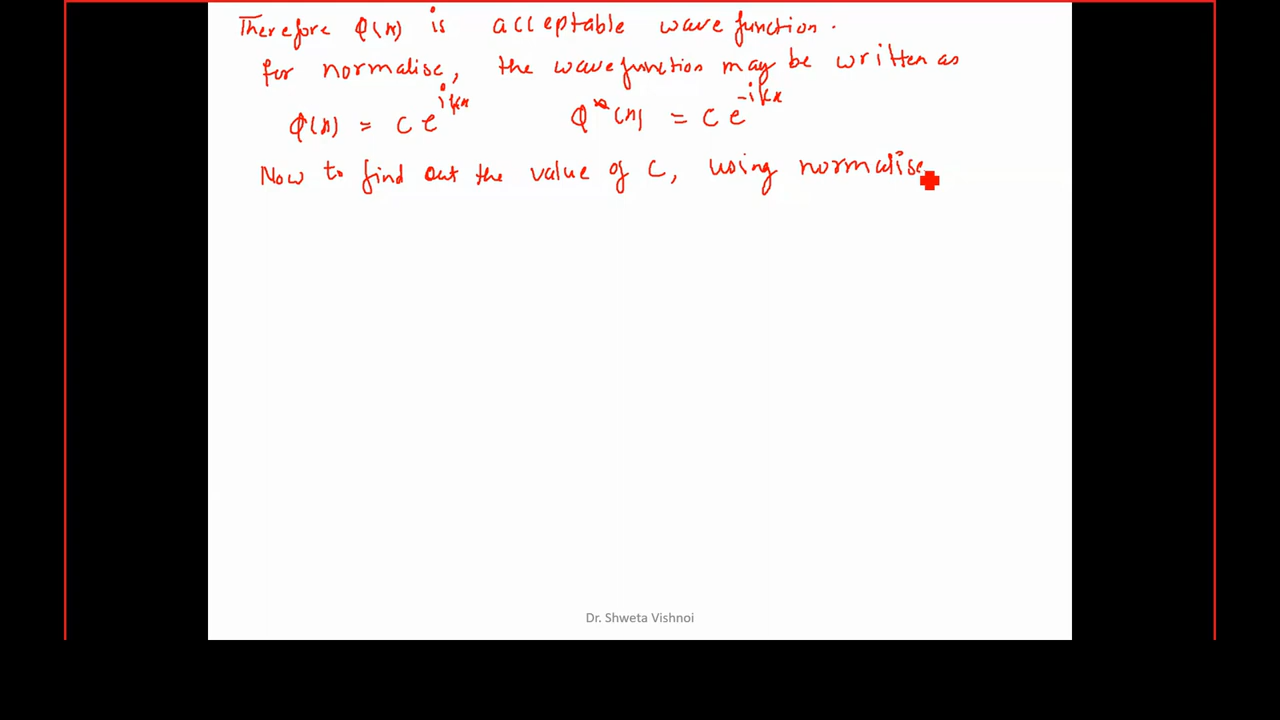 Therefore φ(x) is acceptable wave function.
for normalise, the wavefunction may be written as
φ(x) = c e^{ikx} φ*(x) = c e^{-ikx}
Now to find out the value of c, using normalise
Dr. Shweta Vishnoi